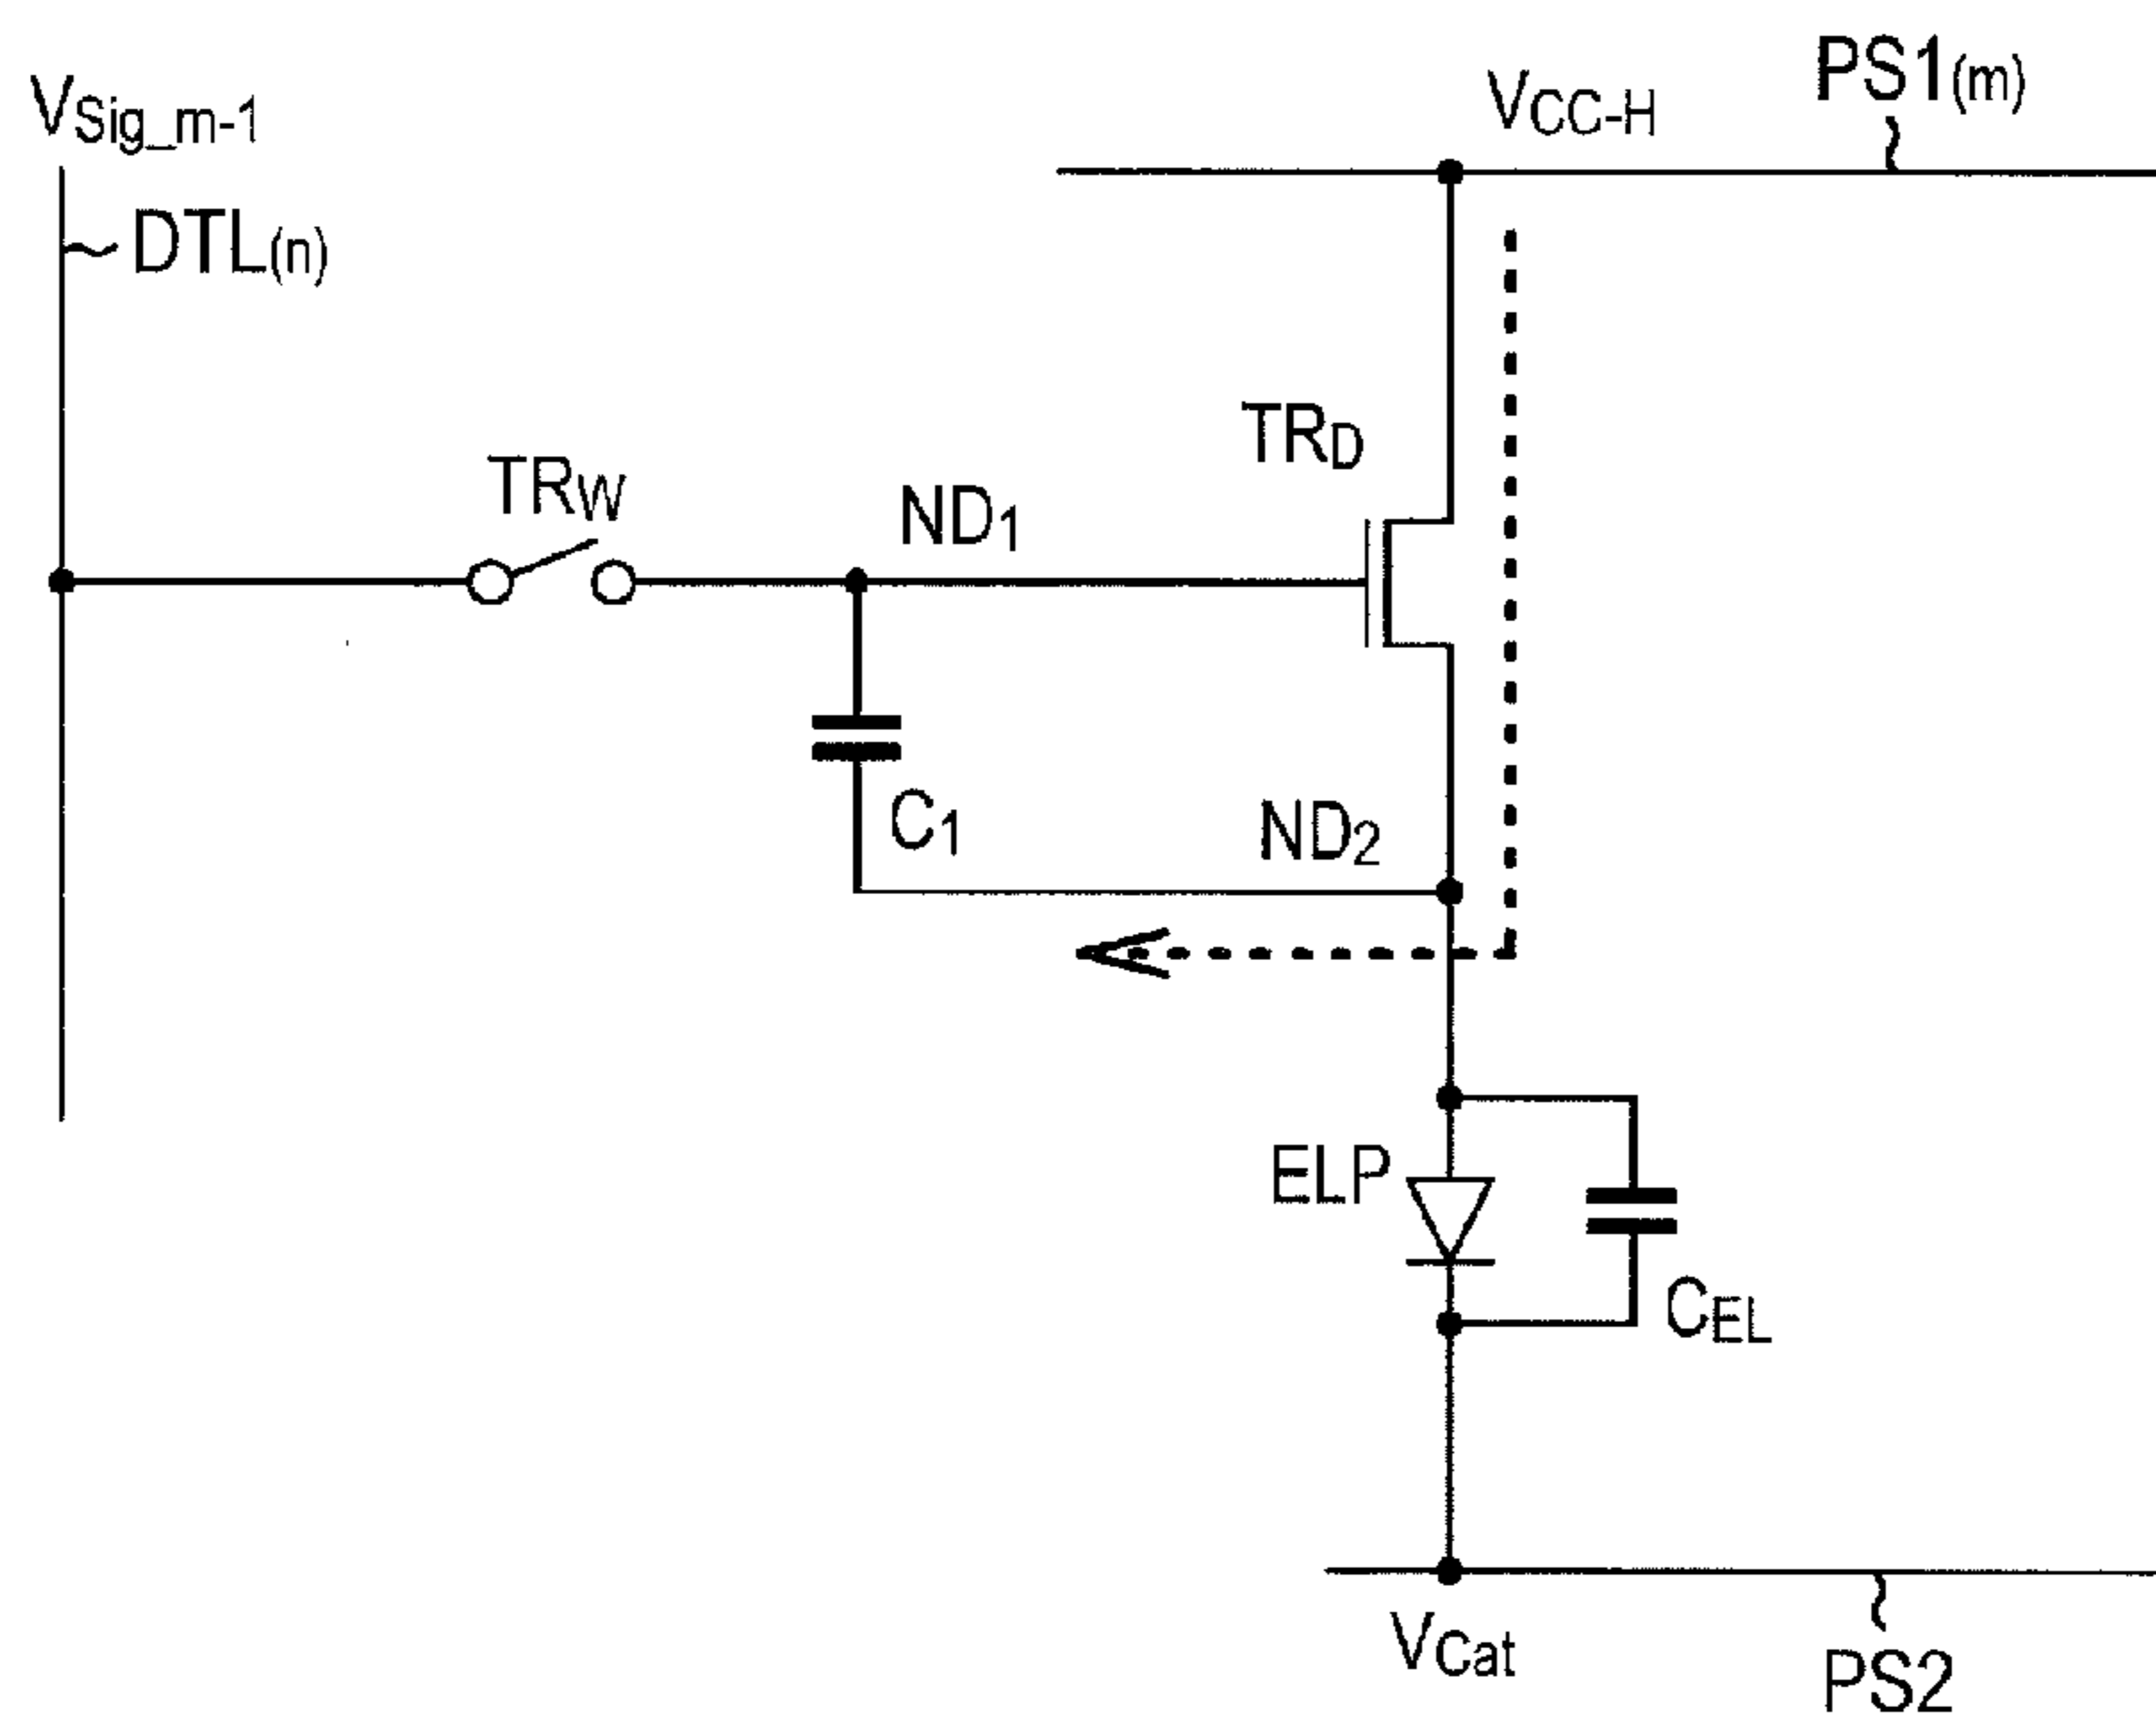 VSig_m-1
VCC-H
PS1(m)
DTL(n)
TRD
TRW
ND1
C1
ND2
ELP
CEL
VCat
PS2